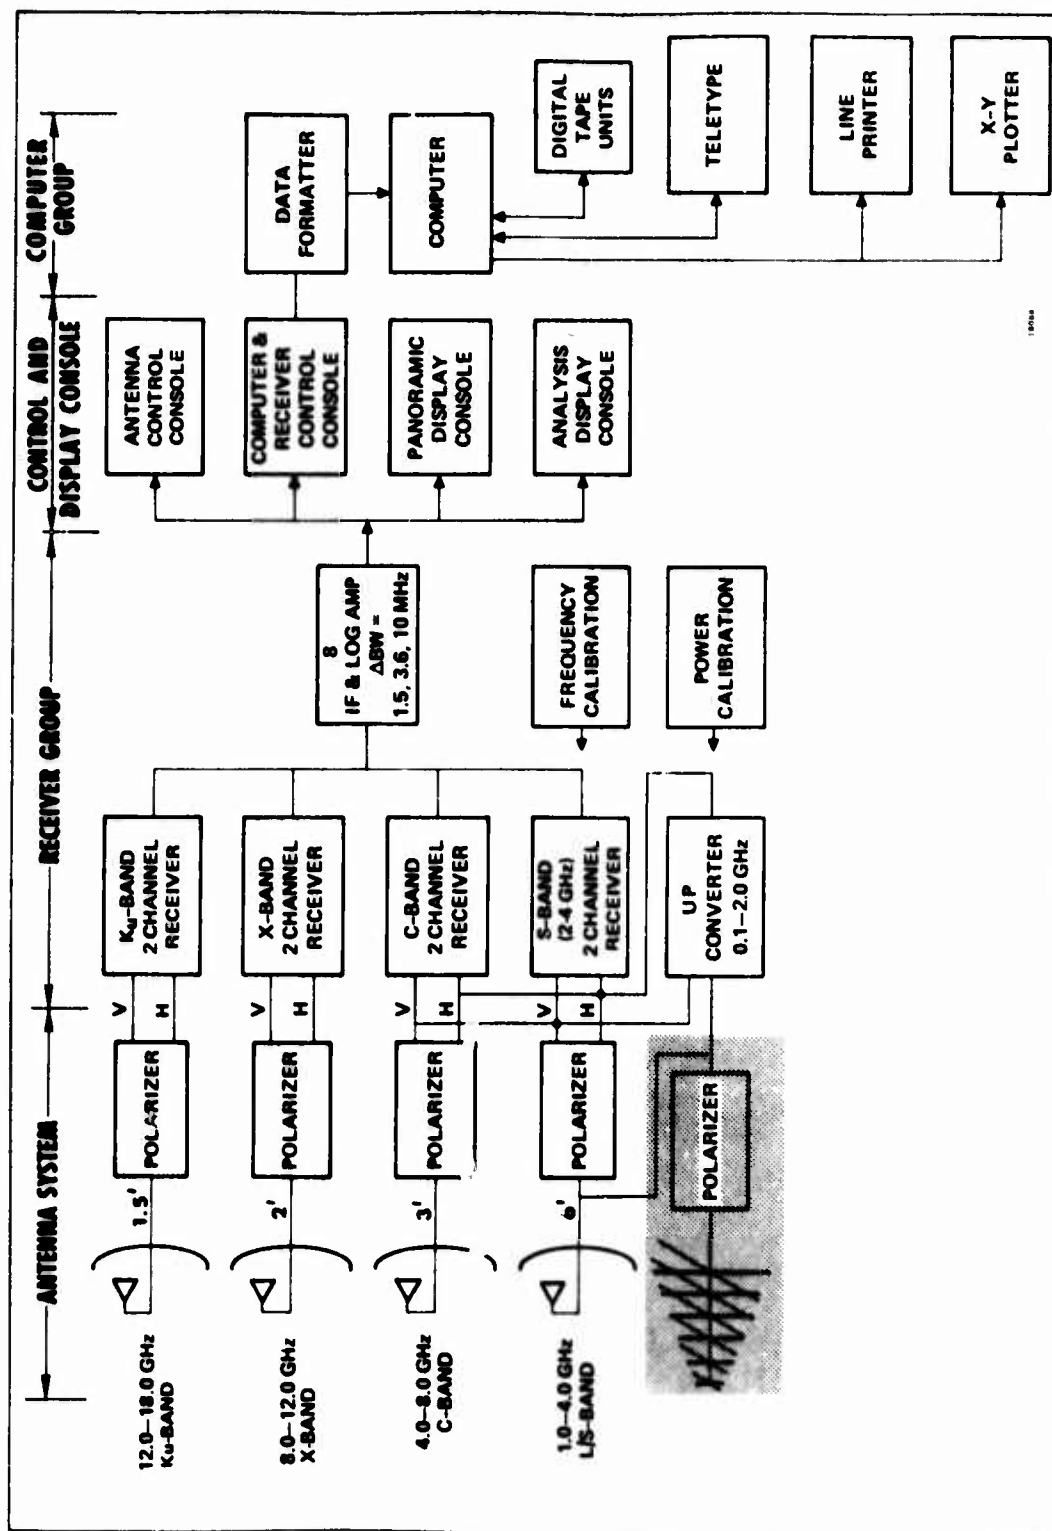 ANTENNA SYSTEM
RECEIVER GROUP
CONTROL AND
DISPLAY CONSOLE
COMPUTER
GROUP
12.0–18.0 GHz
Ku-BAND
1.5'
POLARIZER
V
H
Ku-BAND
2 CHANNEL
RECEIVER
8.0–12.0 GHz
X-BAND
2'
POLARIZER
V
H
X-BAND
2 CHANNEL
RECEIVER
4.0–8.0 GHz
C-BAND
3'
POLARIZER
V
H
C-BAND
2 CHANNEL
RECEIVER
1.0–4.0 GHz
L/S-BAND
6'
POLARIZER
V
H
S-BAND
(2-4 GHz)
2 CHANNEL
RECEIVER
POLARIZER
UP
CONVERTER
0.1–2.0 GHz
8
IF & LOG AMP
ΔBW =
1.5, 3.6, 10 MHz
FREQUENCY
CALIBRATION
POWER
CALIBRATION
ANTENNA
CONTROL
CONSOLE
COMPUTER &
RECEIVER
CONTROL
CONSOLE
PANORAMIC
DISPLAY
CONSOLE
ANALYSIS
DISPLAY
CONSOLE
DATA
FORMATTER
COMPUTER
DIGITAL
TAPE
UNITS
TELETYPE
LINE
PRINTER
X-Y
PLOTTER